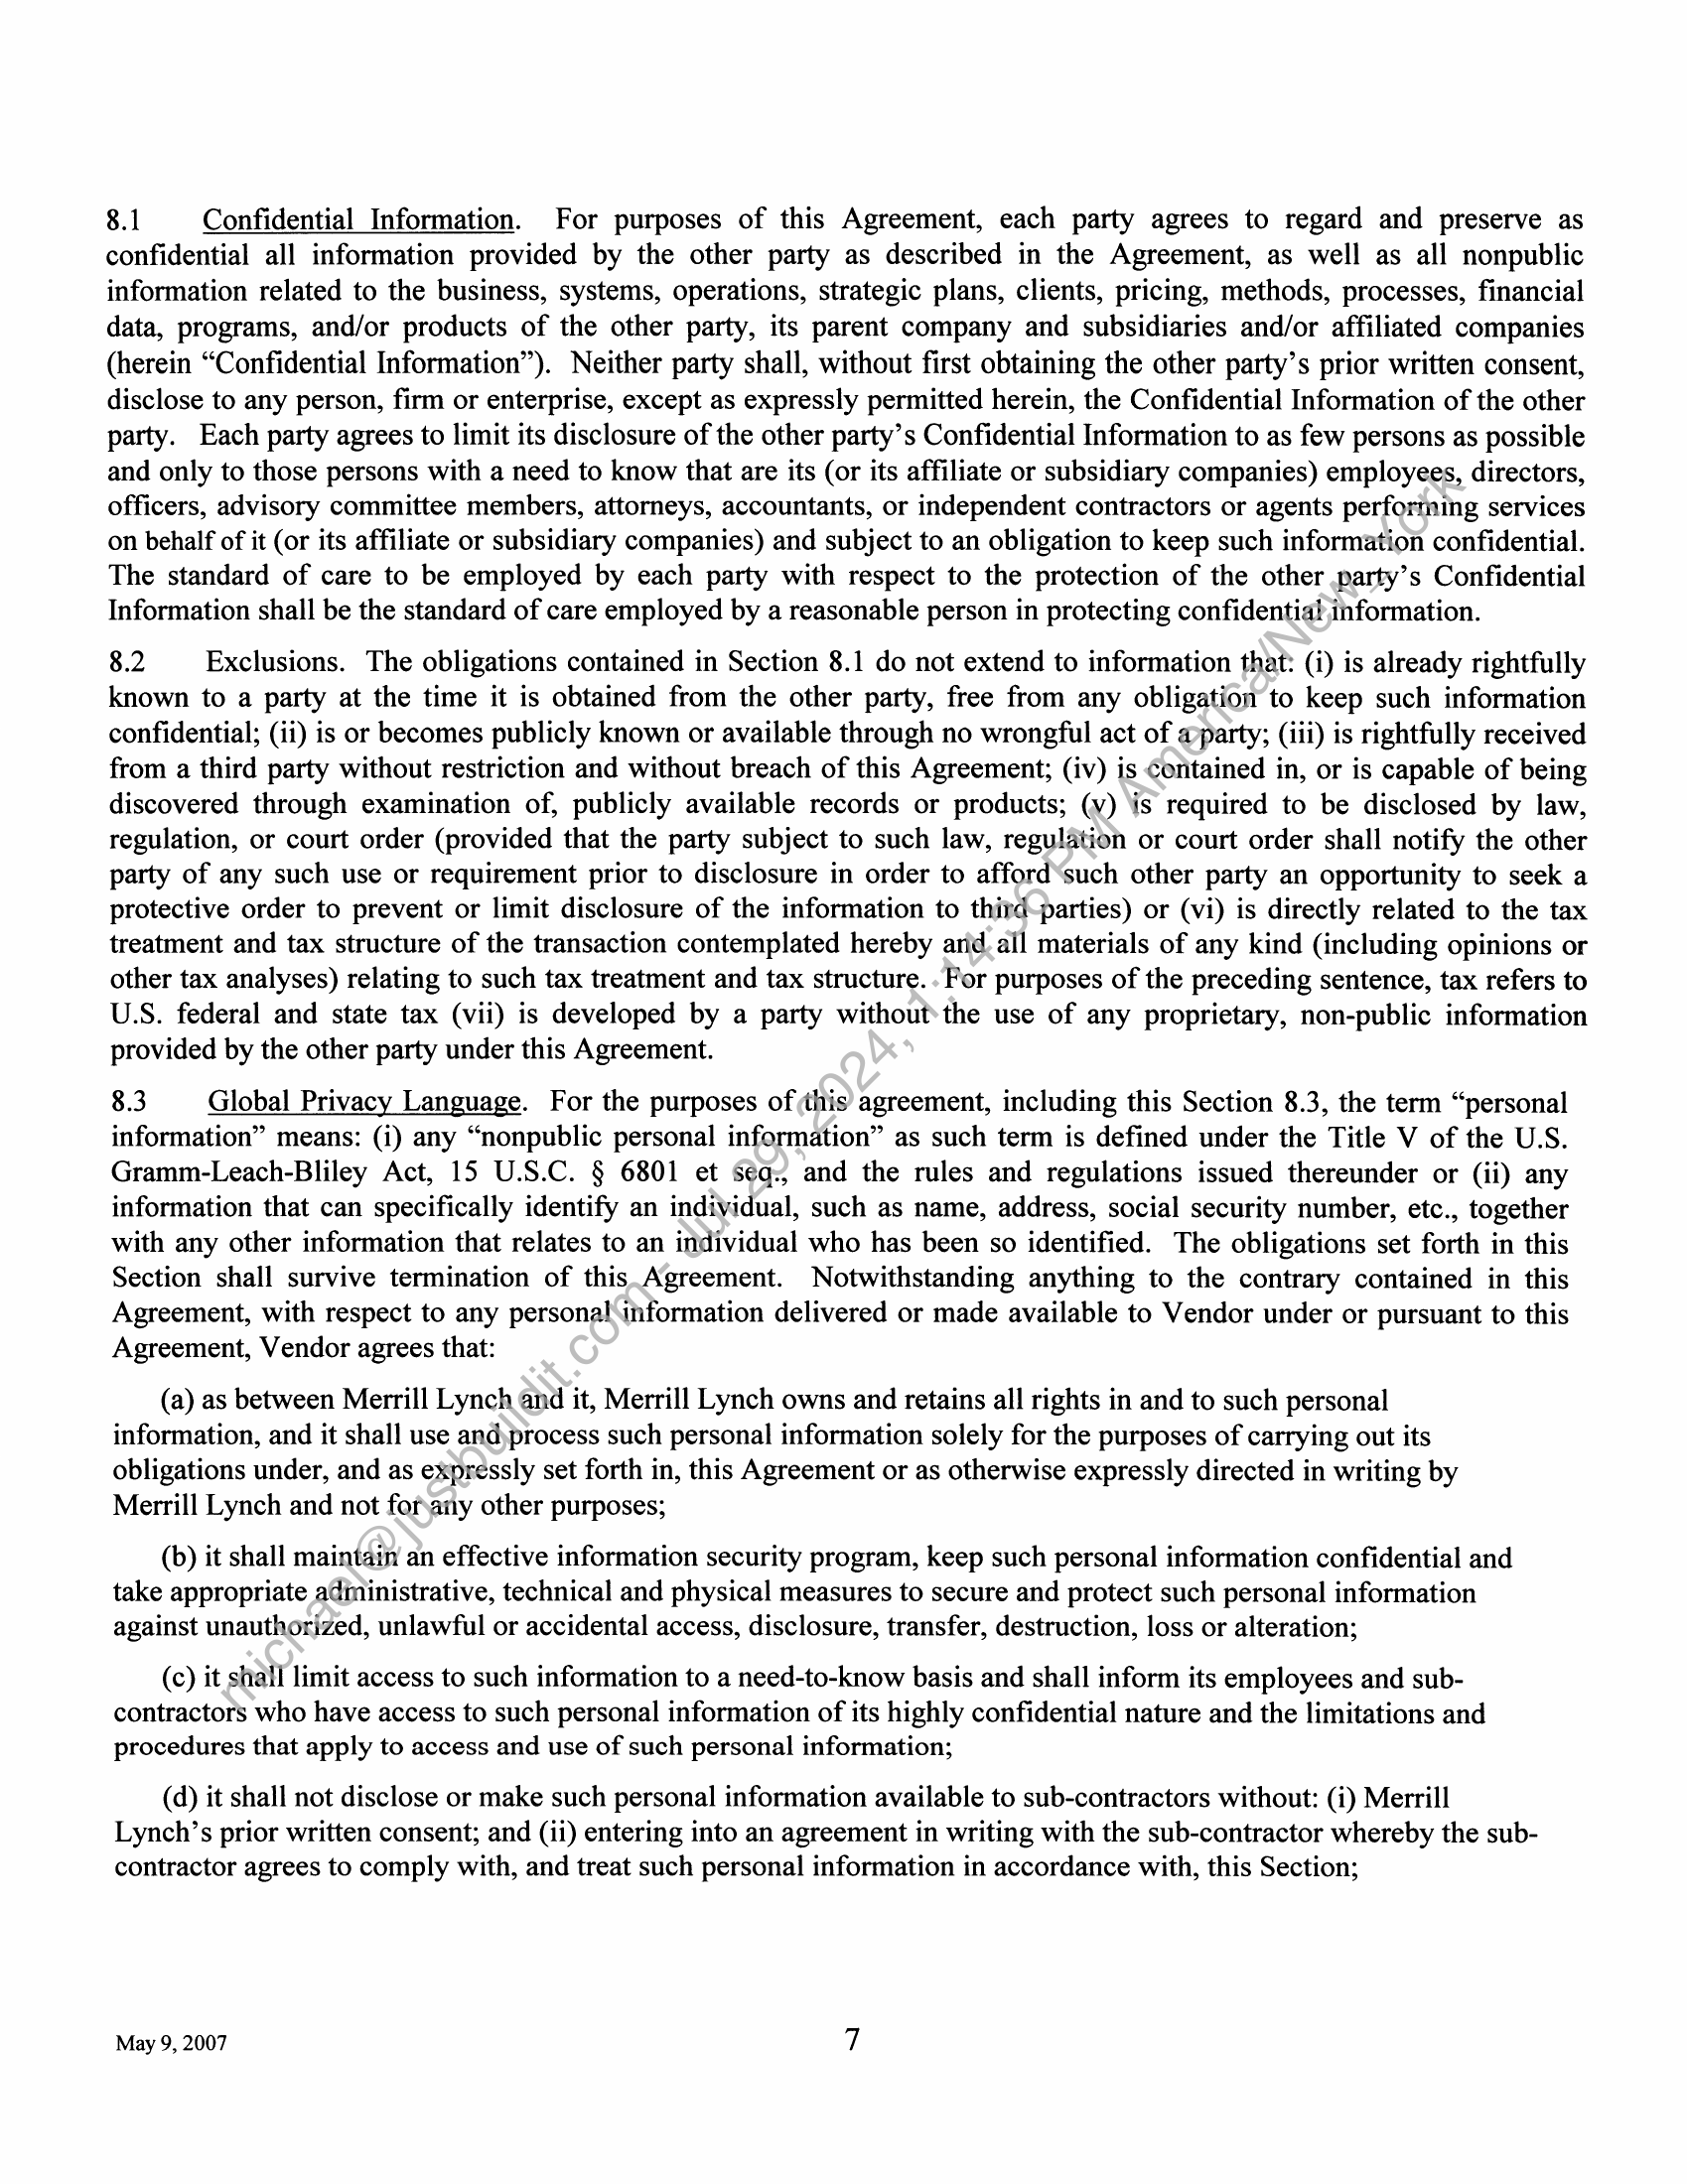 8.1 Confidential Information. For purposes of this Agreement, each party agrees to regard and preserve as
confidential all information provided by the other party as described in the Agreement, as well as all nonpublic
information related to the business, systems, operations, strategic plans, clients, pricing, methods, processes, financial
data, programs, and/or products of the other party, its parent company and subsidiaries and/or affiliated companies
(herein “Confidential Information”). Neither party shall, without first obtaining the other party’s prior written consent,
disclose to any person, firm or enterprise, except as expressly permitted herein, the Confidential Information of the other
party. Each party agrees to limit its disclosure of the other party’s Confidential Information to as few persons as possible
and only to those persons with a need to know that are its (or its affiliate or subsidiary companies) employees, directors,
officers, advisory committee members, attorneys, accountants, or independent contractors or agents performing services
on behalf of it (or its affiliate or subsidiary companies) and subject to an obligation to keep such information confidential.
The standard of care to be employed by each party with respect to the protection of the other party’s Confidential
Information shall be the standard of care employed by a reasonable person in protecting confidential information.
8.2 Exclusions. The obligations contained in Section 8.1 do not extend to information that: (i) is already rightfully
known to a party at the time it is obtained from the other party, free from any obligation to keep such information
confidential; (ii) is or becomes publicly known or available through no wrongful act of a party; (iii) is rightfully received
from a third party without restriction and without breach of this Agreement; (iv) is contained in, or is capable of being
discovered through examination of, publicly available records or products; (v) is required to be disclosed by law,
regulation, or court order (provided that the party subject to such law, regulation or court order shall notify the other
party of any such use or requirement prior to disclosure in order to afford such other party an opportunity to seek a
protective order to prevent or limit disclosure of the information to third parties) or (vi) is directly related to the tax
treatment and tax structure of the transaction contemplated hereby and all materials of any kind (including opinions or
other tax analyses) relating to such tax treatment and tax structure. For purposes of the preceding sentence, tax refers to
U.S. federal and state tax (vii) is developed by a party without the use of any proprietary, non-public information
provided by the other party under this Agreement.
8.3 Global Privacy Language. For the purposes of this agreement, including this Section 8.3, the term “personal
information” means: (i) any “nonpublic personal information” as such term is defined under the Title V of the U.S.
Gramm-Leach-Bliley Act, 15 U.S.C. § 6801 et seq., and the rules and regulations issued thereunder or (ii) any
information that can specifically identify an individual, such as name, address, social security number, etc., together
with any other information that relates to an individual who has been so identified. The obligations set forth in this
Section shall survive termination of this Agreement. Notwithstanding anything to the contrary contained in this
Agreement, with respect to any personal information delivered or made available to Vendor under or pursuant to this
Agreement, Vendor agrees that:
(a) as between Merrill Lynch and it, Merrill Lynch owns and retains all rights in and to such personal
information, and it shall use and process such personal information solely for the purposes of carrying out its
obligations under, and as expressly set forth in, this Agreement or as otherwise expressly directed in writing by
Merrill Lynch and not for any other purposes;
(b) it shall maintain an effective information security program, keep such personal information confidential and
take appropriate administrative, technical and physical measures to secure and protect such personal information
against unauthorized, unlawful or accidental access, disclosure, transfer, destruction, loss or alteration;
(c) it shall limit access to such information to a need-to-know basis and shall inform its employees and sub-
contractors who have access to such personal information of its highly confidential nature and the limitations and
procedures that apply to access and use of such personal information;
(d) it shall not disclose or make such personal information available to sub-contractors without: (i) Merrill
Lynch’s prior written consent; and (ii) entering into an agreement in writing with the sub-contractor whereby the sub-
contractor agrees to comply with, and treat such personal information in accordance with, this Section;
May 9, 2007 7
michael@justbuildit.com - Jul 29, 2024, 1:14:36 PM America/New_York